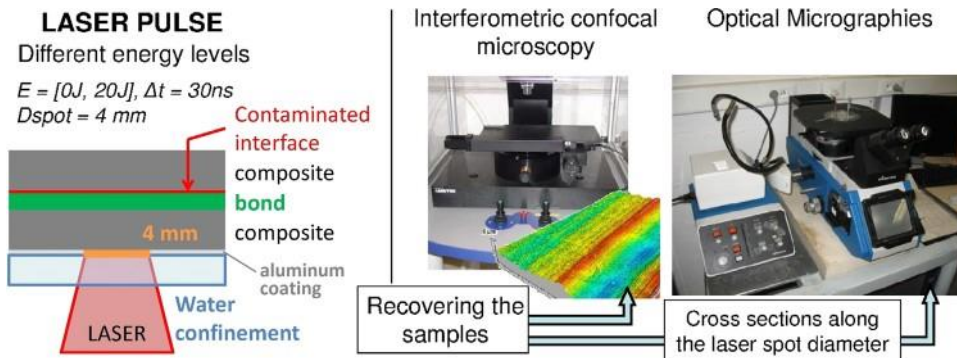 LASER PULSE
Different energy levels
E = [0J, 20J], Δt = 30ns
Dspot = 4 mm
Contaminated
interface
composite
bond
composite
4 mm
aluminum
coating
Water
confinement
LASER
Interferometric confocal
microscopy
Recovering the
samples
Optical Micrographies
Cross sections along
the laser spot diameter